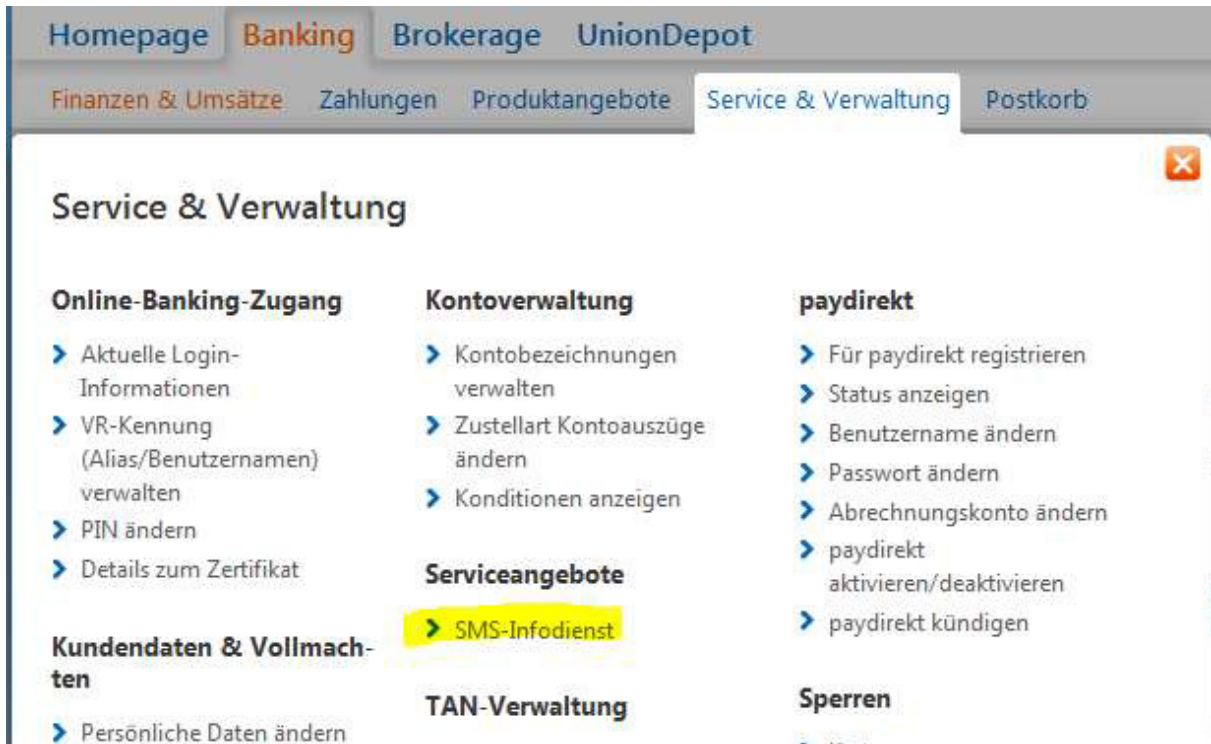 Homepage Banking Brokerage UnionDepot
Finanzen & Umsätze Zahlungen Produktangebote Service & Verwaltung Postkorb
Service & Verwaltung
Online-Banking-Zugang
Aktuelle Login-
Informationen
VR-Kennung
(Alias/Benutzernamen)
verwalten
PIN ändern
Details zum Zertifikat
Kundendaten & Vollmach-
ten
Persönliche Daten ändern
Kontoverwaltung
Kontobezeichnungen
verwalten
Zustellart Kontoauszüge
ändern
Konditionen anzeigen
Serviceangebote
SMS-Infodienst
TAN-Verwaltung
paydirekt
Für paydirekt registrieren
Status anzeigen
Benutzername ändern
Passwort ändern
Abrechnungskonto ändern
paydirekt
aktivieren/deaktivieren
paydirekt kündigen
Sperren